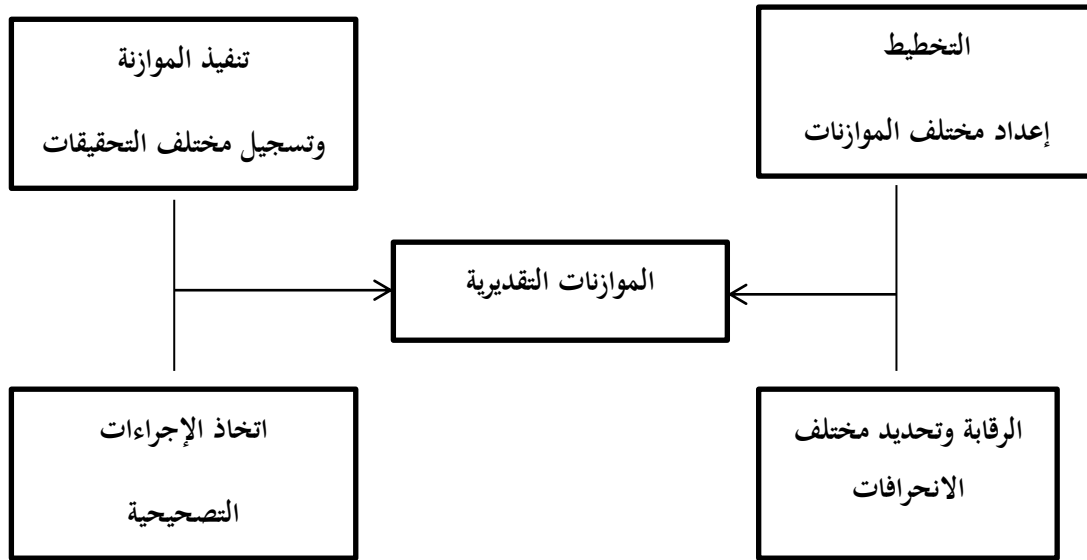 التخطيط
إعداد مختلف الموازنات
تنفيذ الموازنة
وتسجيل مختلف التحقيقات
الموازنات التقديرية
الرقابة وتحديد مختلف
الانحرافات
اتخاذ الإجراءات
التصحيحية